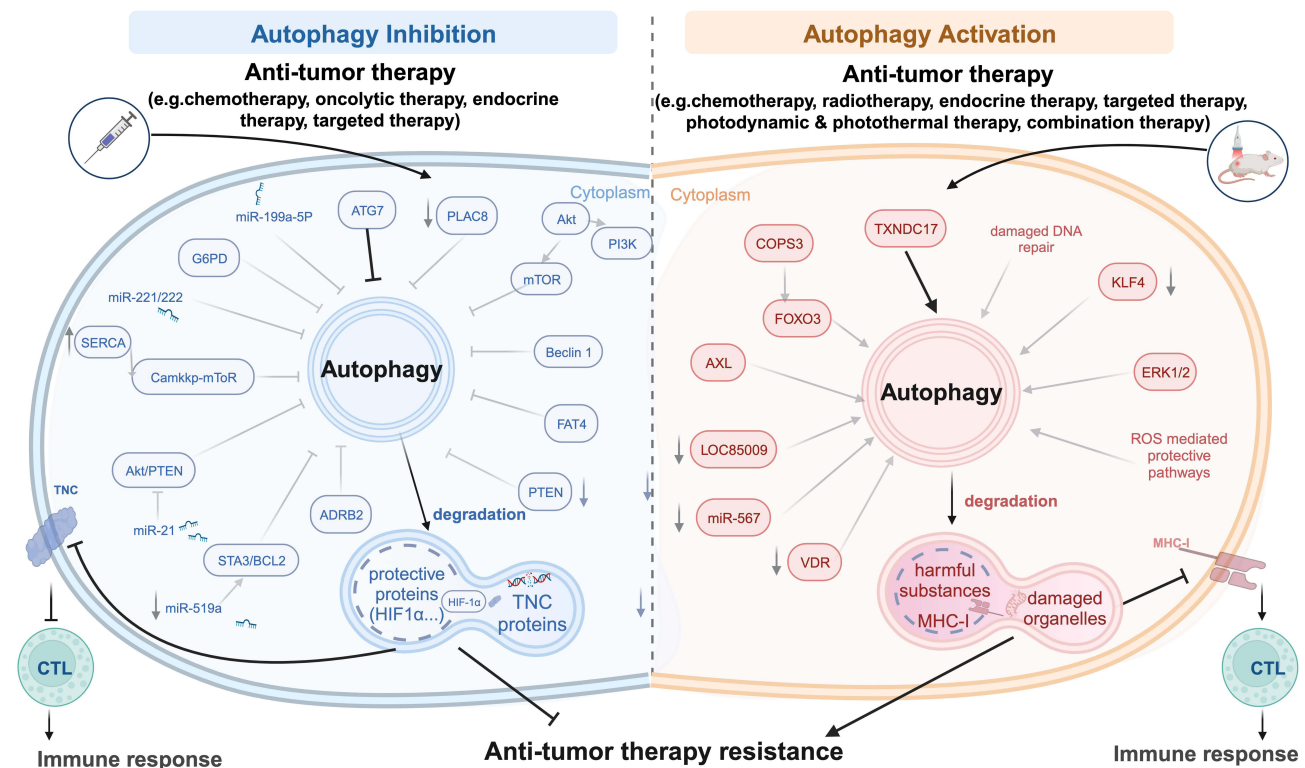 Autophagy Inhibition
Anti-tumor therapy
(e.g.chemotherapy, oncolytic therapy, endocrine
therapy, targeted therapy)
Cytoplasm
miR-199a-5P
ATG7
PLAC8
Akt
PI3K
G6PD
mTOR
miR-221/222
SERCA
Camkkp-mToR
Autophagy
Beclin 1
FAT4
Akt/PTEN
PTEN
TNC
miR-21
ADRB2
degradation
STA3/BCL2
miR-519a
protective
proteins
(HIF1α...)
HIF-1α
TNC
proteins
CTL
Immune response
Autophagy Activation
Anti-tumor therapy
(e.g.chemotherapy, radiotherapy, endocrine therapy, targeted therapy,
photodynamic & photothermal therapy, combination therapy)
Cytoplasm
COPS3
TXNDC17
damaged DNA
repair
KLF4
FOXO3
AXL
Autophagy
ERK1/2
LOC85009
ROS mediated
protective
pathways
miR-567
degradation
VDR
MHC-I
harmful
substances
MHC-I
damaged
organelles
CTL
Immune response
Anti-tumor therapy resistance